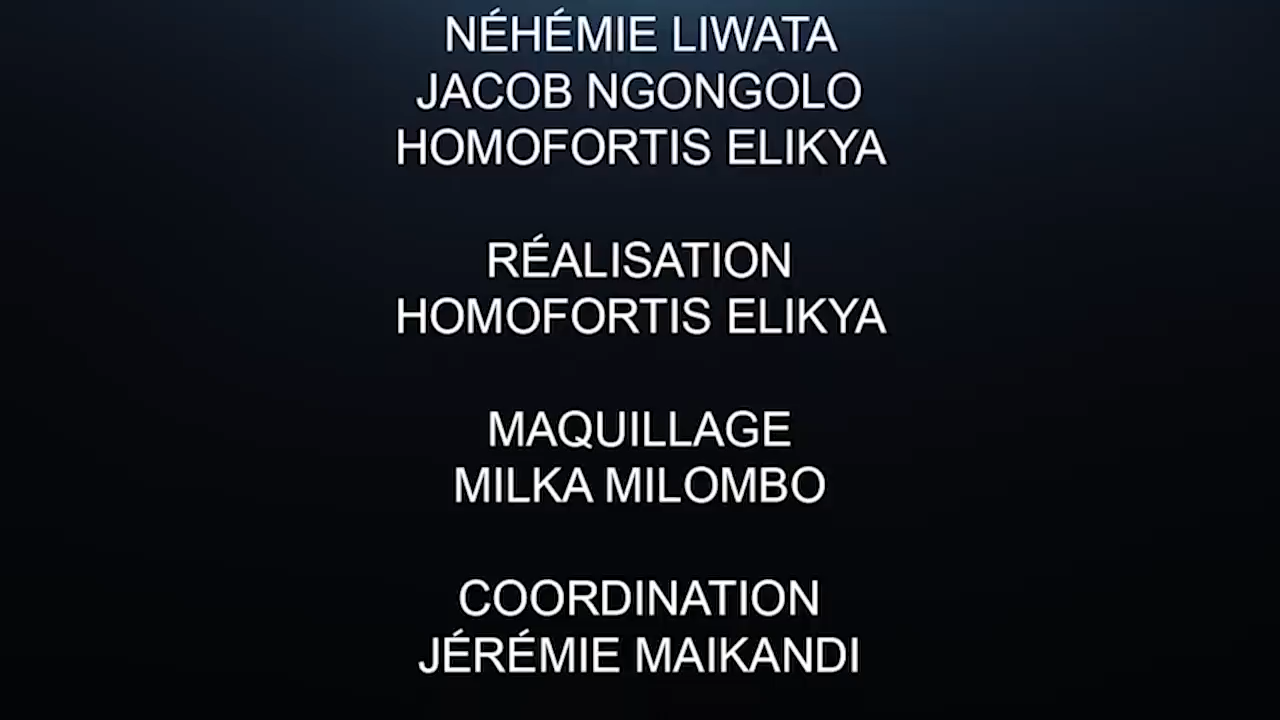 NÉHÉMIE LIWATA
JACOB NGONGOLO
HOMOFORTIS ELIKYA
RÉALISATION
HOMOFORTIS ELIKYA
MAQUILLAGE
MILKA MILOMBO
COORDINATION
JÉRÉMIE MAIKANDI